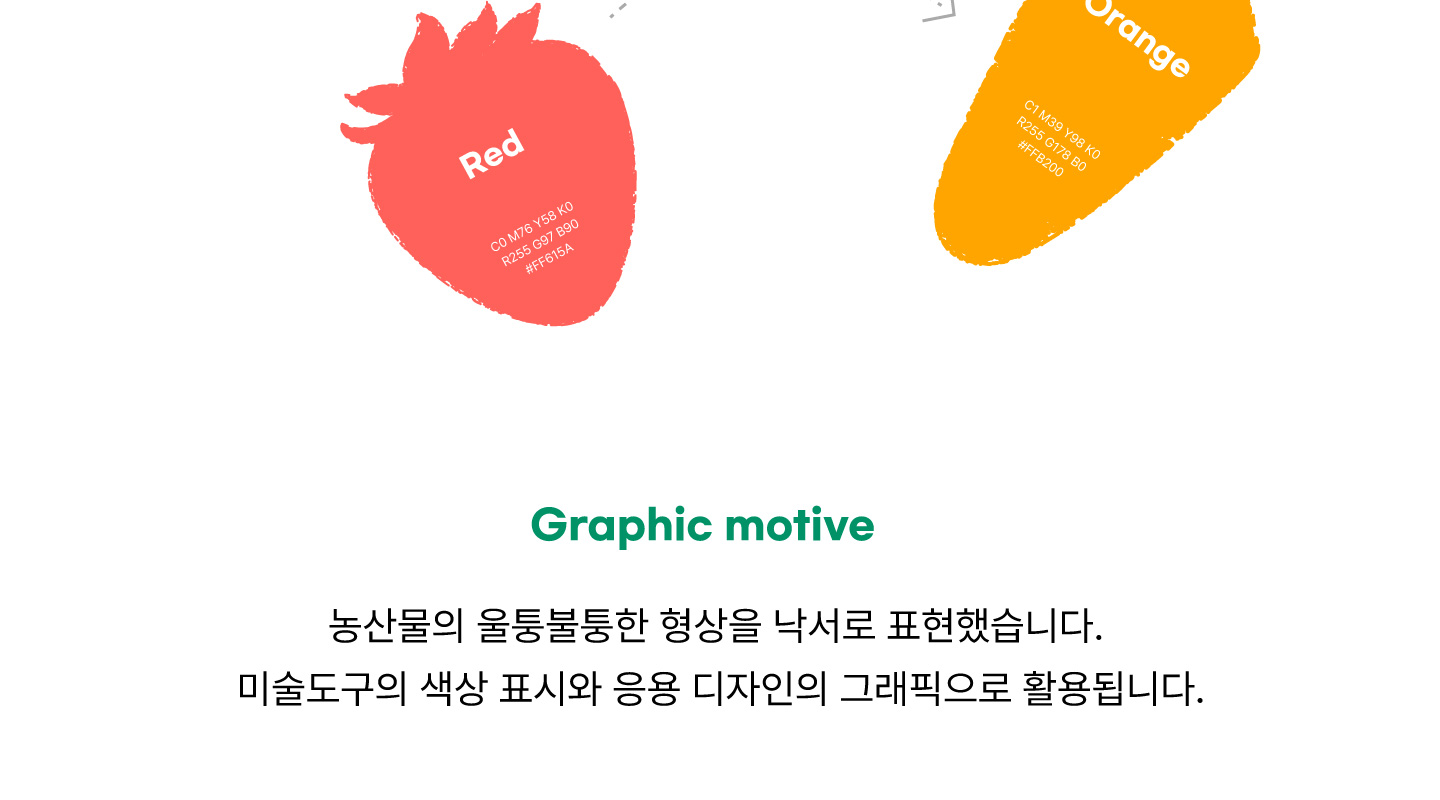 Orange
C1 M39 Y98 K0
R255 G178 B0
#FFB200
Red
C0 M76 Y58 K0
R255 G97 B90
#FF615A
Graphic motive
농산물의 울퉁불퉁한 형상을 낙서로 표현했습니다.
미술도구의 색상 표시와 응용 디자인의 그래픽으로 활용됩니다.